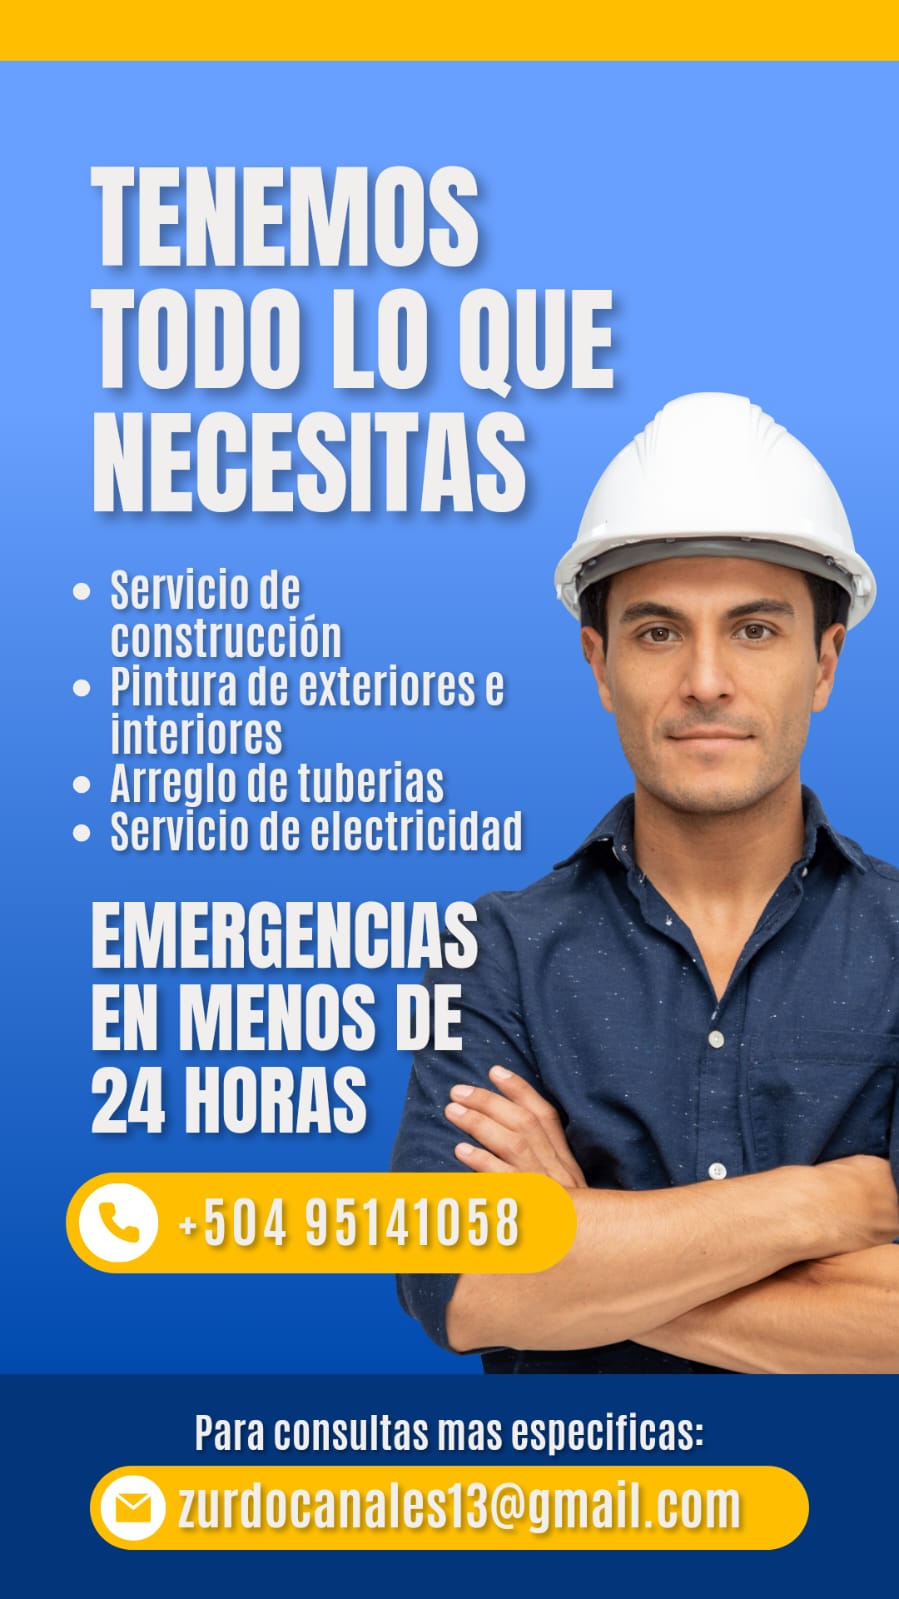 TENEMOS
TODO LO QUE
NECESITAS
• Servicio de
construcción
• Pintura de exteriores e
interiores
• Arreglo de tuberias
• Servicio de electricidad
EMERGENCIAS
EN MENOS DE
24 HORAS
+504 95141058
Para consultas mas especificas:
zurdocanales13@gmail.com